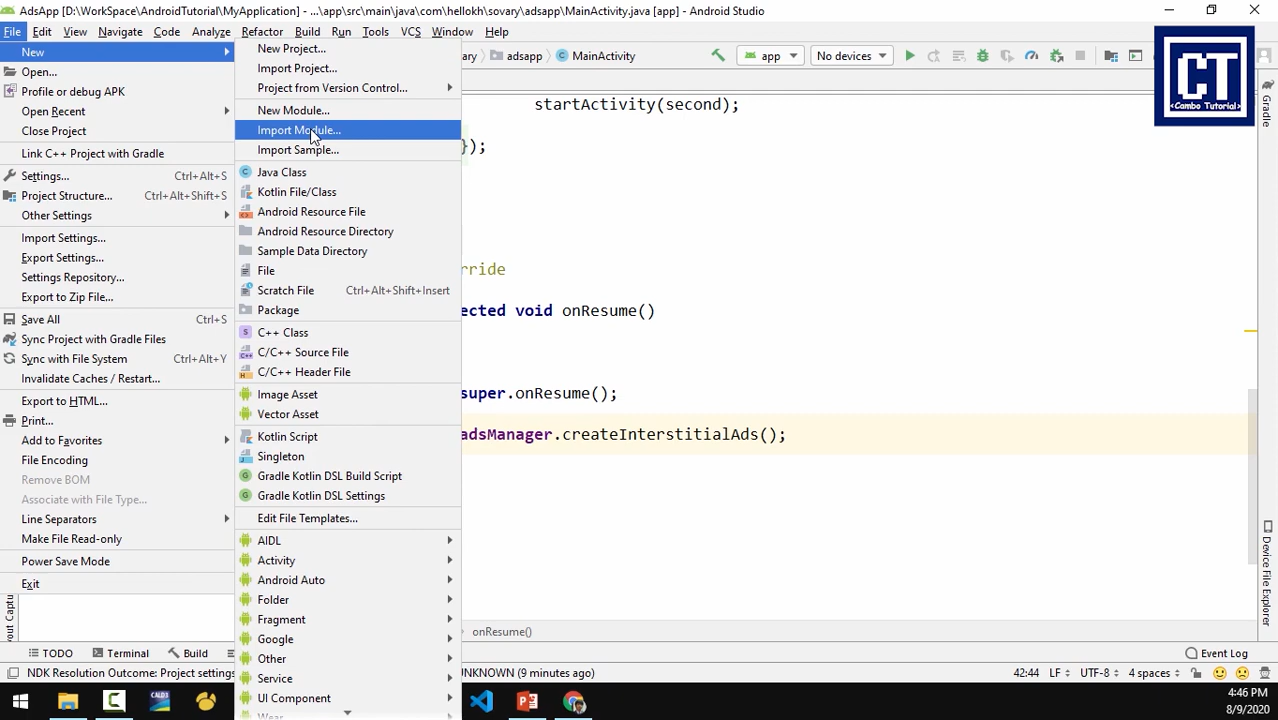 AdsApp [D:\WorkSpace\AndroidTutorial\MyApplication] - ...\app\src\main\java\com\hellokh\sovary\adsapp\MainActivity.java [app] - Android Studio
File Edit View Navigate Code Analyze Refactor Build Run Tools VCS Window Help
ary adsapp MainActivity app No devices
CT
<Cambo Tutorial>
New
Open...
Profile or debug APK
Open Recent
Close Project
Link C++ Project with Gradle
Settings... Ctrl+Alt+S
Project Structure... Ctrl+Alt+Shift+S
Other Settings
Import Settings...
Export Settings...
Settings Repository...
Export to Zip File...
Save All Ctrl+S
Sync Project with Gradle Files
Sync with File System Ctrl+Alt+Y
Invalidate Caches / Restart...
Export to HTML...
Print...
Add to Favorites
File Encoding
Remove BOM
Associate with File Type...
Line Separators
Make File Read-only
Power Save Mode
Exit
New Project...
Import Project...
Project from Version Control...
New Module...
Import Module...
Import Sample...
Java Class
Kotlin File/Class
Android Resource File
Android Resource Directory
Sample Data Directory
File
Scratch File Ctrl+Alt+Shift+Insert
Package
C++ Class
C/C++ Source File
C/C++ Header File
Image Asset
Vector Asset
Kotlin Script
Singleton
Gradle Kotlin DSL Build Script
Gradle Kotlin DSL Settings
Edit File Templates...
AIDL
Activity
Android Auto
Folder
Fragment
Google
Other
Service
UI Component
Wear
startActivity(second);
});
rride
ected void onResume()
super.onResume();
adsManager.createInterstitialAds();
onResume()
Gradle
Device File Explorer
yout Captu
TODO Terminal Build Event Log
NDK Resolution Outcome: Project settings UNKNOWN (9 minutes ago) 42:44 LF UTF-8 4 spaces
4:46 PM
8/9/2020